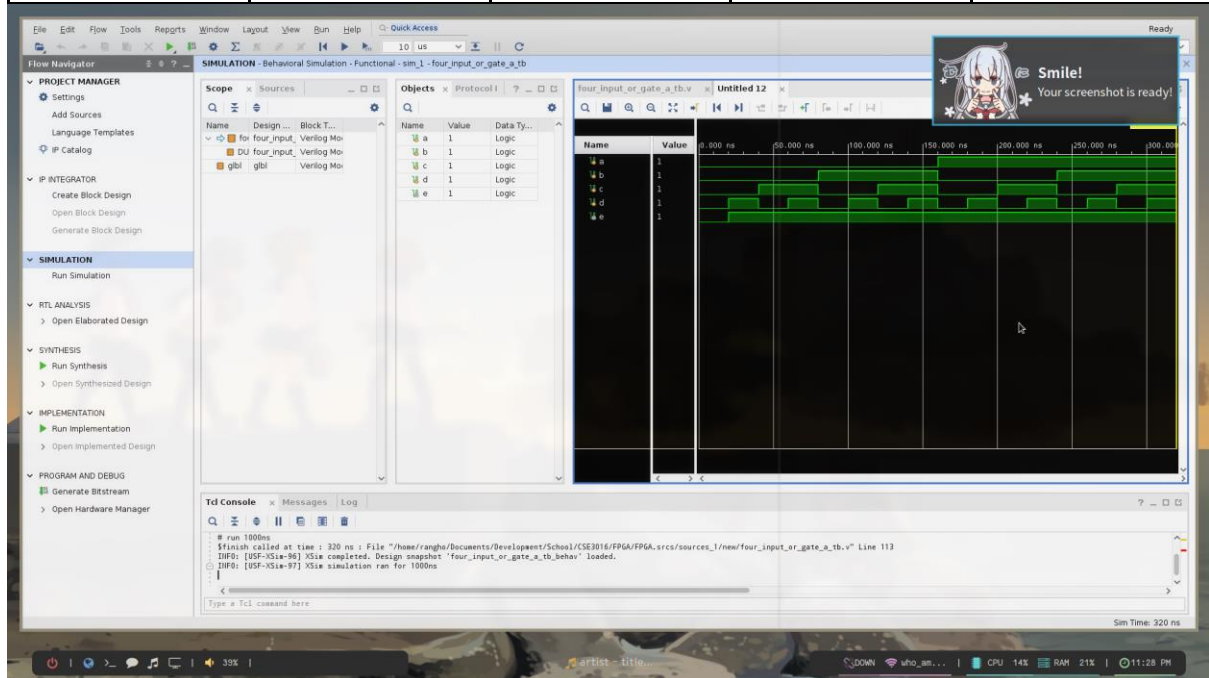 File Edit Flow Tools Reports Window Layout View Run Help Quick Access
Ready
10 us
Flow Navigator
SIMULATION - Behavioral Simulation - Functional - sim_1 - four_input_or_gate_a_tb
Smile!
Your screenshot is ready!
PROJECT MANAGER
Settings
Add Sources
Language Templates
IP Catalog
IP INTEGRATOR
Create Block Design
Open Block Design
Generate Block Design
SIMULATION
Run Simulation
RTL ANALYSIS
Open Elaborated Design
SYNTHESIS
Run Synthesis
Open Synthesized Design
IMPLEMENTATION
Run Implementation
Open Implemented Design
PROGRAM AND DEBUG
Generate Bitstream
Open Hardware Manager
Scope Sources
Name Design ... Block T...
for four_input_ Verilog Mo
DU four_input_ Verilog Mo
glbl glbl Verilog Mo
Objects Protocol I
Name Value Data Ty...
a 1 Logic
b 1 Logic
c 1 Logic
d 1 Logic
e 1 Logic
four_input_or_gate_a_tb.v Untitled 12
Name Value 0.000 ns 50.000 ns 100.000 ns 150.000 ns 200.000 ns 250.000 ns 300.00
a 1
b 1
c 1
d 1
e 1
Tcl Console Messages Log
# run 1000ns
$finish called at time : 320 ns : File "/home/rangho/Documents/Development/School/CSE3016/FPGA/FPGA.srcs/sources_1/new/four_input_or_gate_a_tb.v" Line 113
INFO: [USF-XSim-96] XSim completed. Design snapshot 'four_input_or_gate_a_tb_behav' loaded.
INFO: [USF-XSim-97] XSim simulation ran for 1000ns
Type a Tcl command here
Sim Time: 320 ns
39%
artist - title...
DOWN who_am... CPU 14% RAM 21% 11:28 PM